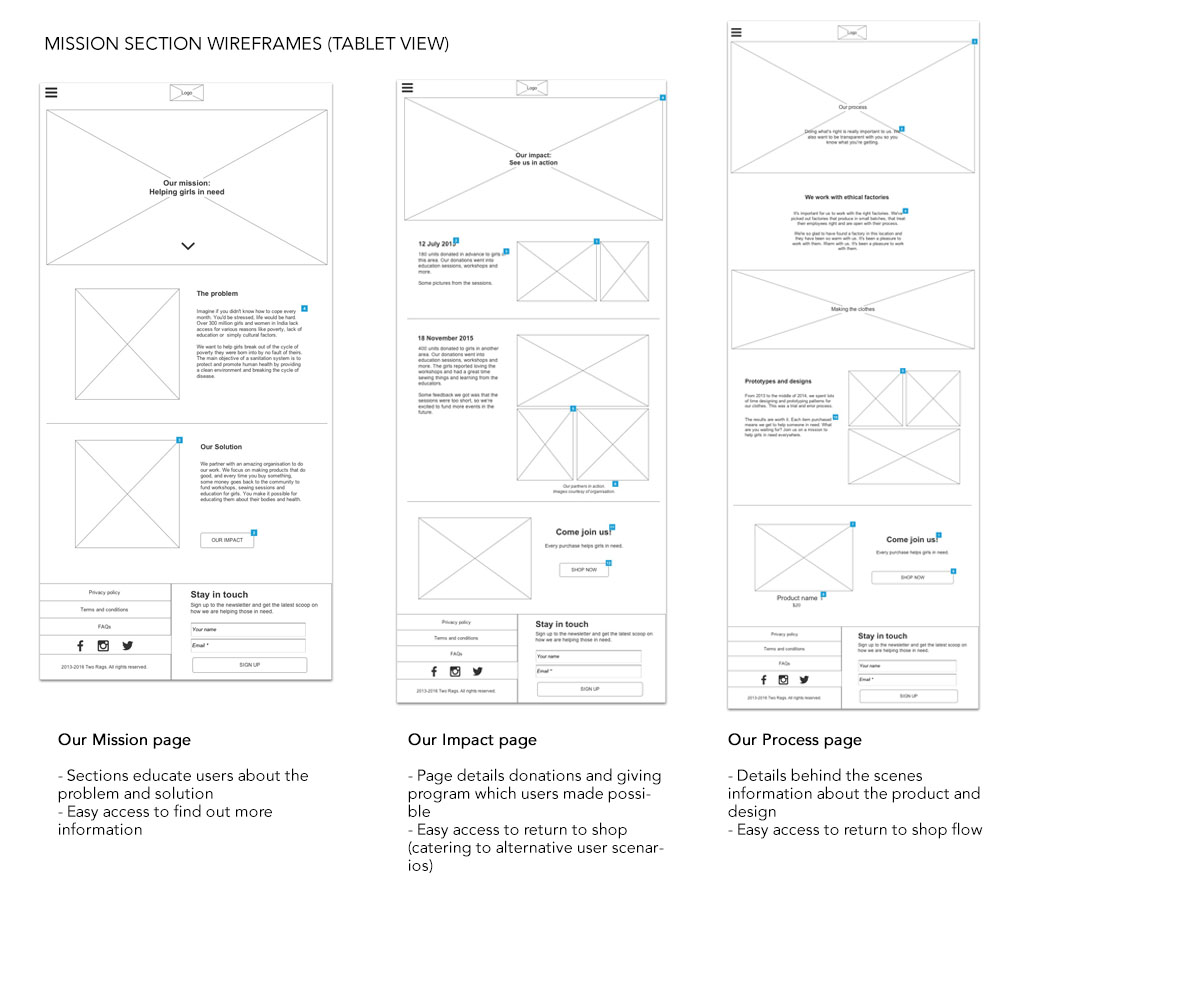 MISSION SECTION WIREFRAMES (TABLET VIEW)
Logo
Our mission:
Helping girls in need
The problem
Imagine if you didn't know how to cope every
month. You'd be stressed, life would be hard.
Over 300 million girls and women in India lack
access for various reasons like poverty, lack of
education or simply cultural factors.
We want to help girls break out of the cycle of
poverty they were born into by no fault of theirs.
The main objective of a sanitation system is to
protect and promote human health by providing
a clean environment and breaking the cycle of
disease.
Our Solution
We partner with an amazing organisation to do
our work. We focus on making products that do
good, and every time you buy something,
some money goes back to the community to
fund workshops, sewing sessions and
education for girls. You make it possible for
educating them about their bodies and health.
OUR IMPACT
Privacy policy
Terms and conditions
FAQs
2013-2016 Two Rags. All rights reserved.
Stay in touch
Sign up to the newsletter and get the latest scoop on
how we are helping those in need.
Your name
Email *
SIGN UP
Our Mission page
- Sections educate users about the
problem and solution
- Easy access to find out more
information
Logo
Our impact:
See us in action
12 July 2015
180 units donated in advance to girls in
this area. Our donations went into
education sessions, workshops and
more.
Some pictures from the sessions.
18 November 2015
400 units donated to girls in another
area. Our donations went into
education sessions, workshops and
more. The girls reported loving the
workshops and had a great time
sewing things and learning from the
educators.
Some feedback we got was that the
sessions were too short, so we're
excited to fund more events in the
future.
Our partners in action.
Images courtesy of organisation.
Come join us!
Every purchase helps girls in need.
SHOP NOW
Privacy policy
Terms and conditions
FAQs
2013-2016 Two Rags. All rights reserved.
Stay in touch
Sign up to the newsletter and get the latest scoop on
how we are helping those in need.
Your name
Email *
SIGN UP
Our Impact page
- Page details donations and giving
program which users made possi-
ble
- Easy access to return to shop
(catering to alternative user scenar-
ios)
Logo
Our process
Doing what's right is really important to us. We
also want to be transparent with you so you
know what you're getting.
We work with ethical factories
It's important for us to work with the right factories. We've
picked out factories that produce in small batches, that treat
their employees right and are open with their process.
We're so glad to have found a factory in this location and
they have been so warm with us. It's been a pleasure to
work with them. Warm with us. It's been a pleasure to work
with them.
Making the clothes
Prototypes and designs
From 2013 to the middle of 2014, we spent lots
of time designing and prototyping patterns for
our clothes. This was a trial and error process.
The results are worth it. Each item purchased
means we get to help someone in need. What
are you waiting for? Join us on a mission to
help girls in need everywhere.
Product name
$20
Come join us!
Every purchase helps girls in need.
SHOP NOW
Privacy policy
Terms and conditions
FAQs
2013-2016 Two Rags. All rights reserved.
Stay in touch
Sign up to the newsletter and get the latest scoop on
how we are helping those in need.
Your name
Email *
SIGN UP
Our Process page
- Details behind the scenes
information about the product and
design
- Easy access to return to shop flow